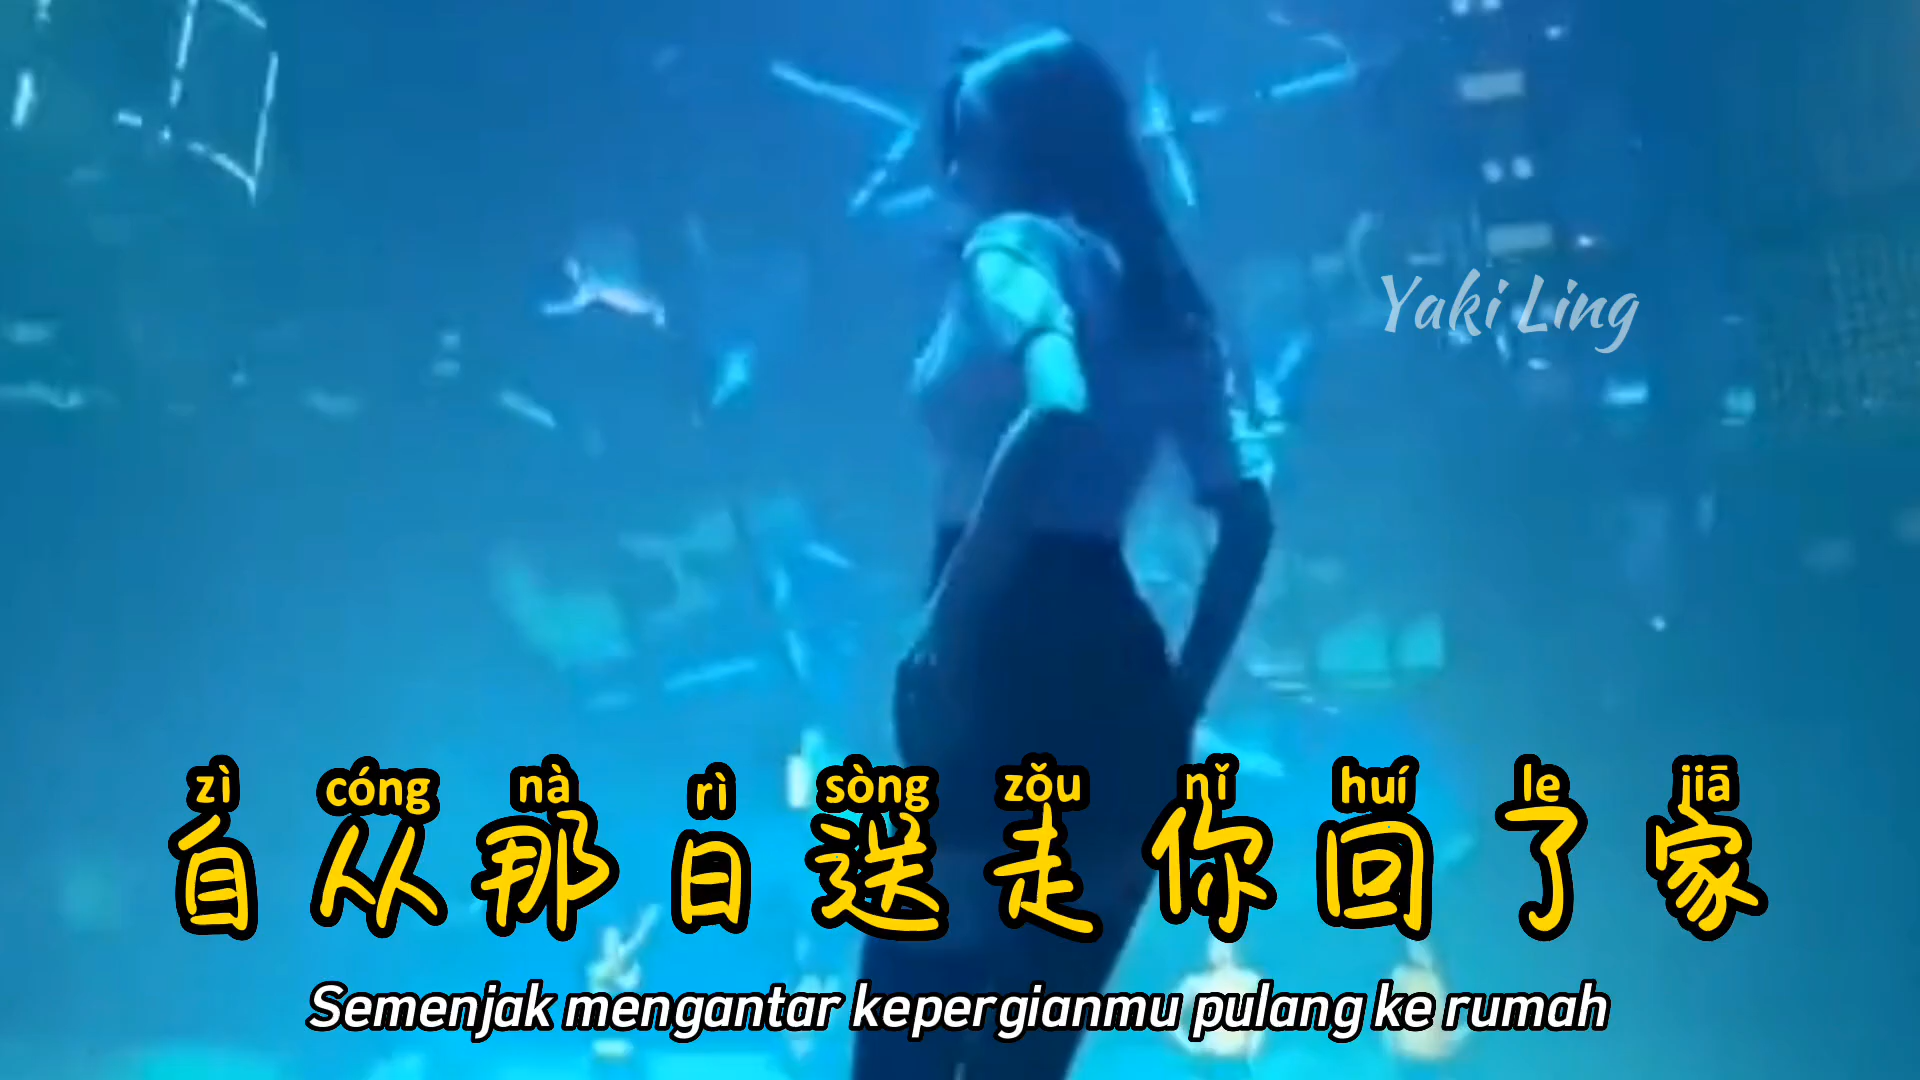 Yaki Ling
zì cóng nà rì sòng zǒu nǐ huí le jiā
自从那日送走你回了家
Semenjak mengantar kepergianmu pulang ke rumah